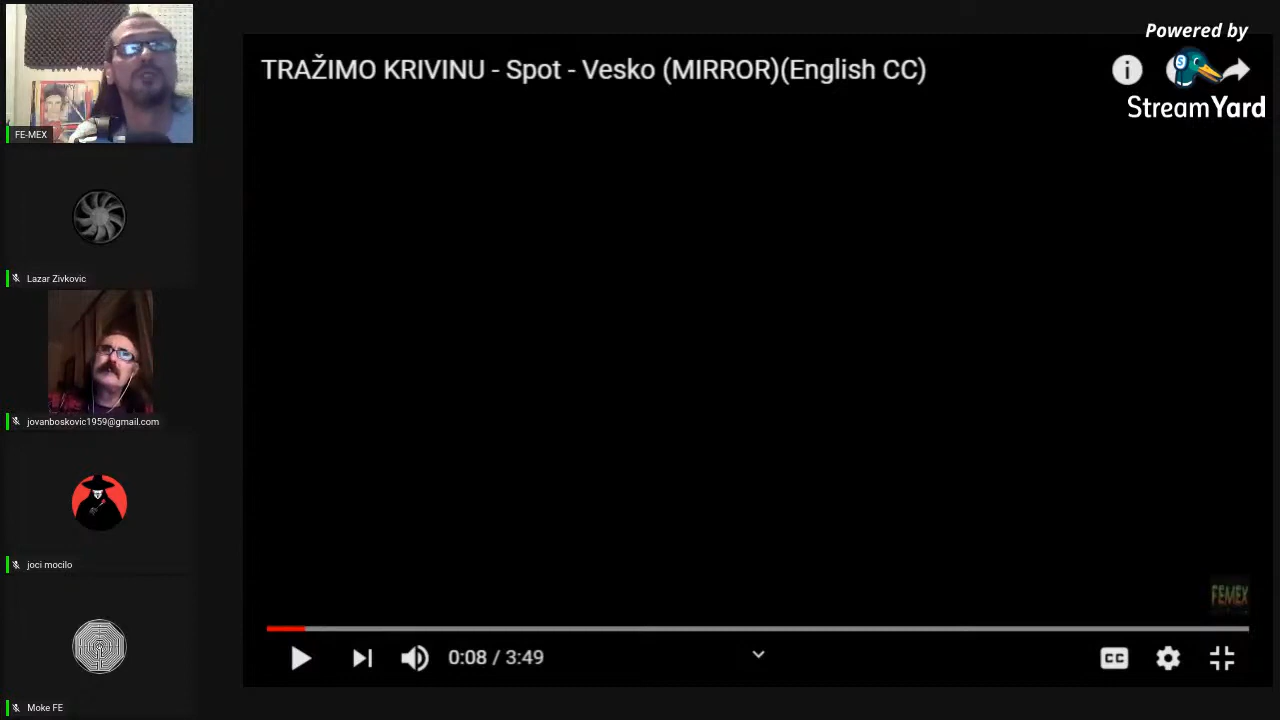 FE-MEX
Lazar Zivkovic
jovanboskovic1959@gmail.com
joci mocilo
Moke FE
TRAŽIMO KRIVINU - Spot - Vesko (MIRROR)(English CC)
Powered by
StreamYard
FEMEX
0:08 / 3:49
CC